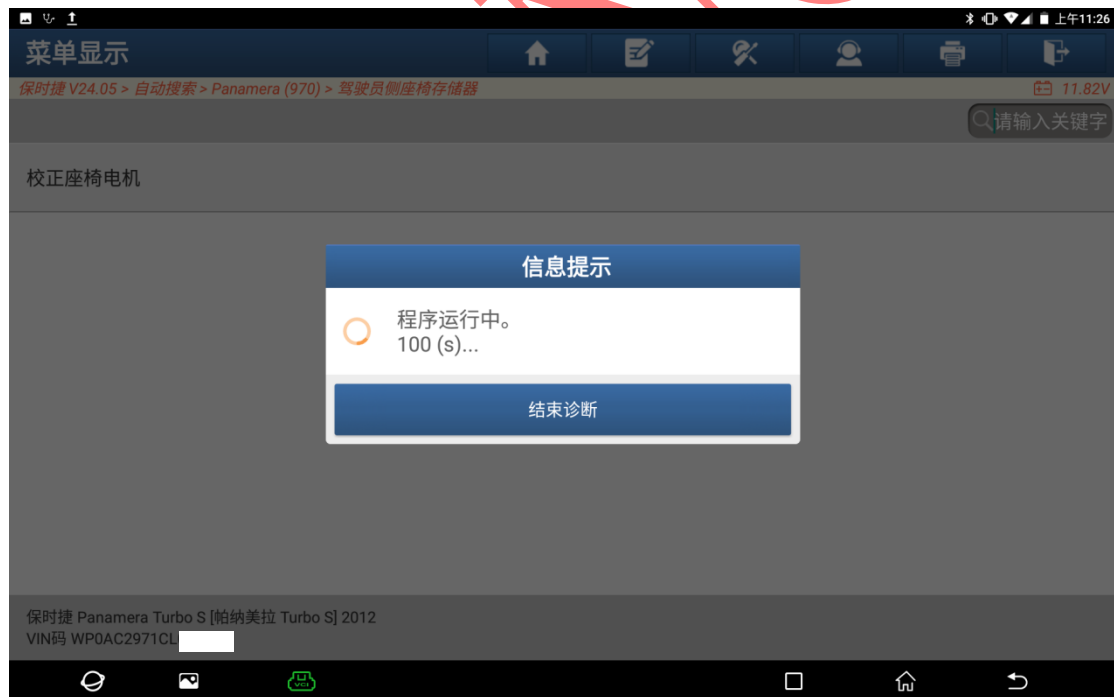 上午11:26
菜单显示
保时捷 V24.05 > 自动搜索 > Panamera (970) > 驾驶员侧座椅存储器
11.82V
请输入关键字
校正座椅电机
信息提示
程序运行中。
100 (s)...
结束诊断
保时捷 Panamera Turbo S [帕纳美拉 Turbo S] 2012
VIN码 WP0AC2971CL
VCI